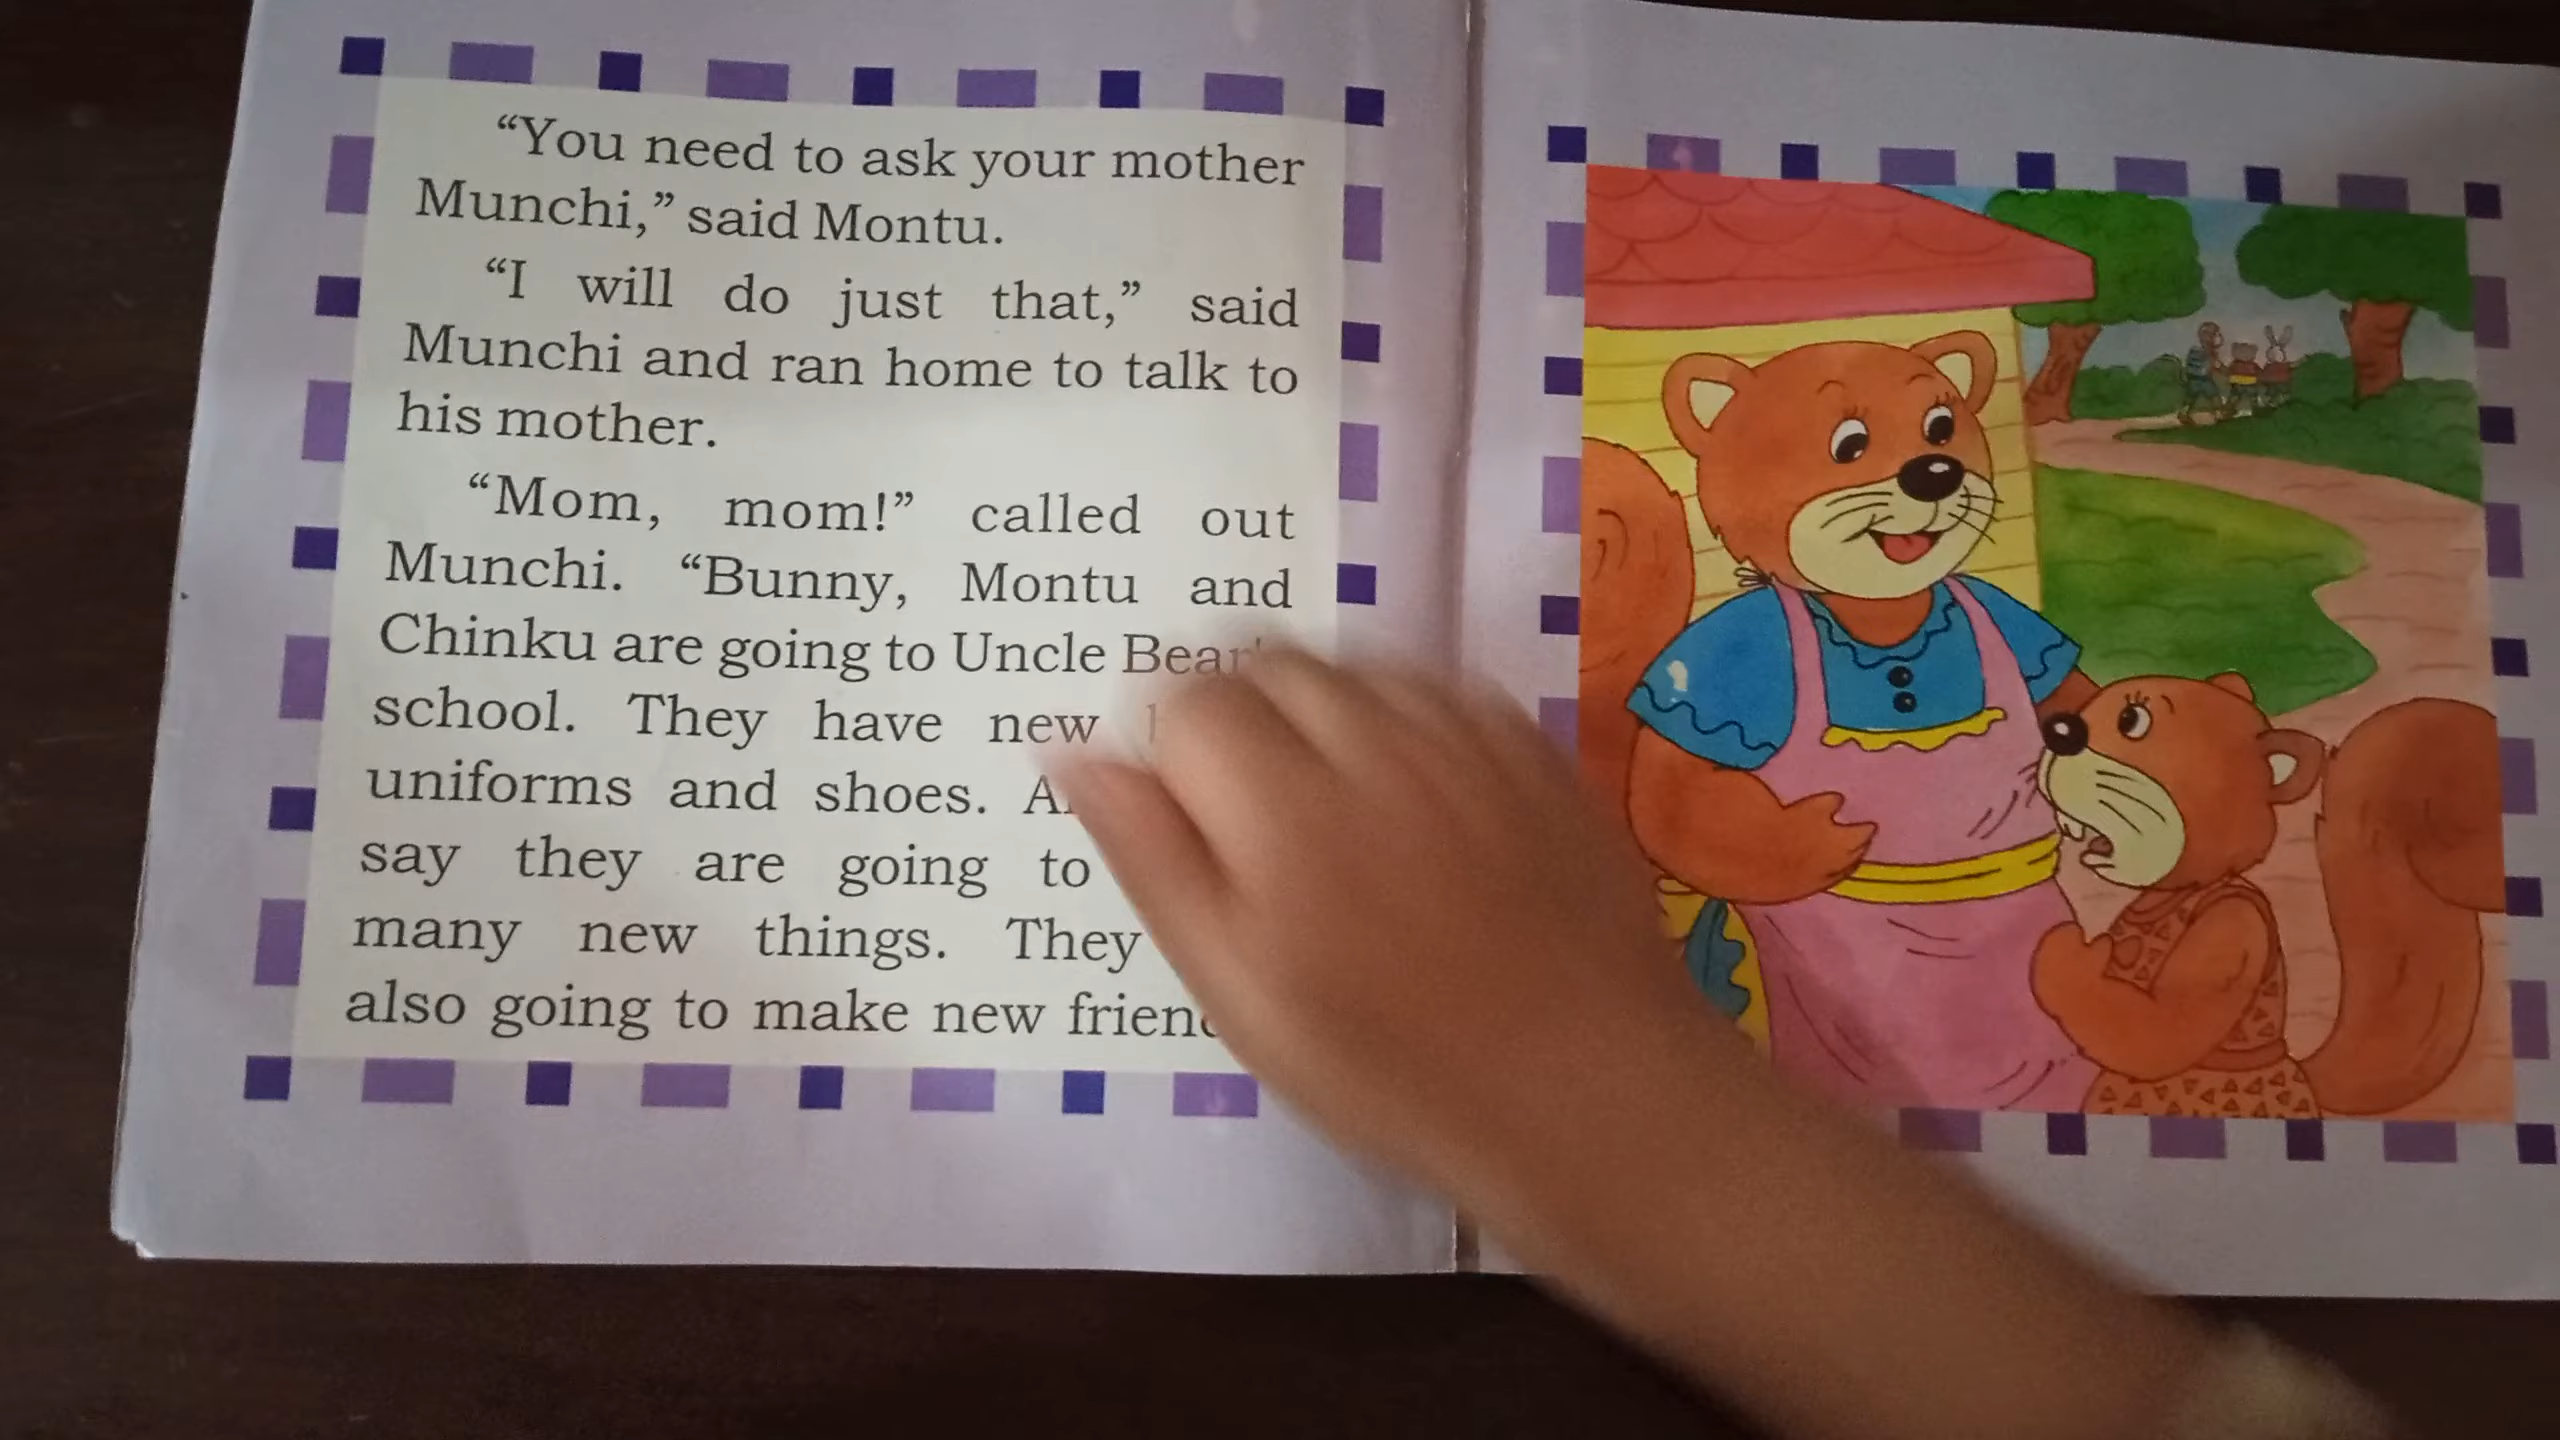 “You need to ask your mother
Munchi,” said Montu.
“I will do just that,” said
Munchi and ran home to talk to
his mother.
“Mom, mom!” called out
Munchi. “Bunny, Montu and
Chinku are going to Uncle
school. They have new
uniforms and shoes.
say they are going to
many new things. They
also going to make new